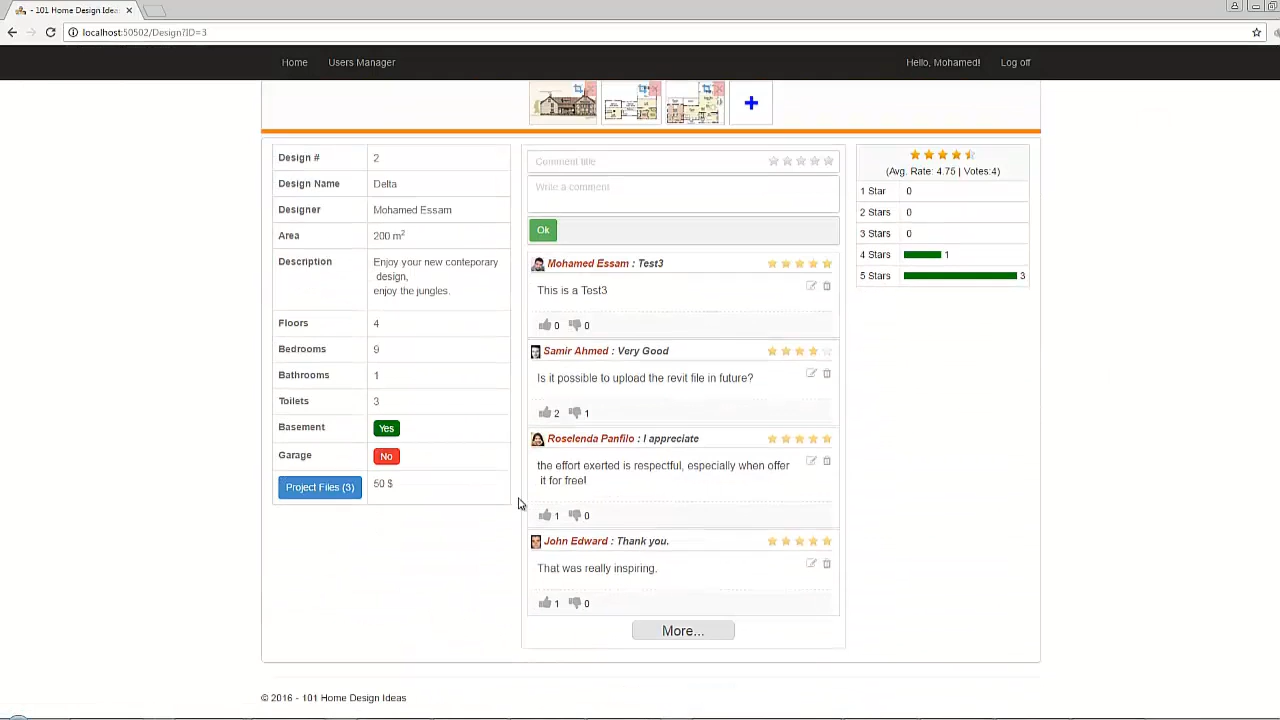 - 101 Home Design Idea
localhost:50502/Design?ID=3
Home Users Manager Hello, Mohamed! Log off
Design # 2
Design Name Delta
Designer Mohamed Essam
Area 200 m²
Description Enjoy your new conteporary
design,
enjoy the jungles.
Floors 4
Bedrooms 9
Bathrooms 1
Toilets 3
Basement Yes
Garage No
Project Files (3) 50 $
Comment title
Write a comment
Ok
Mohamed Essam : Test3
This is a Test3
0 0
Samir Ahmed : Very Good
Is it possible to upload the revit file in future?
2 1
Roselenda Panfilo : I appreciate
the effort exerted is respectful, especially when offer
it for free!
1 0
John Edward : Thank you.
That was really inspiring.
1 0
More...
(Avg. Rate: 4.75 | Votes:4)
1 Star 0
2 Stars 0
3 Stars 0
4 Stars 1
5 Stars 3
© 2016 - 101 Home Design Ideas